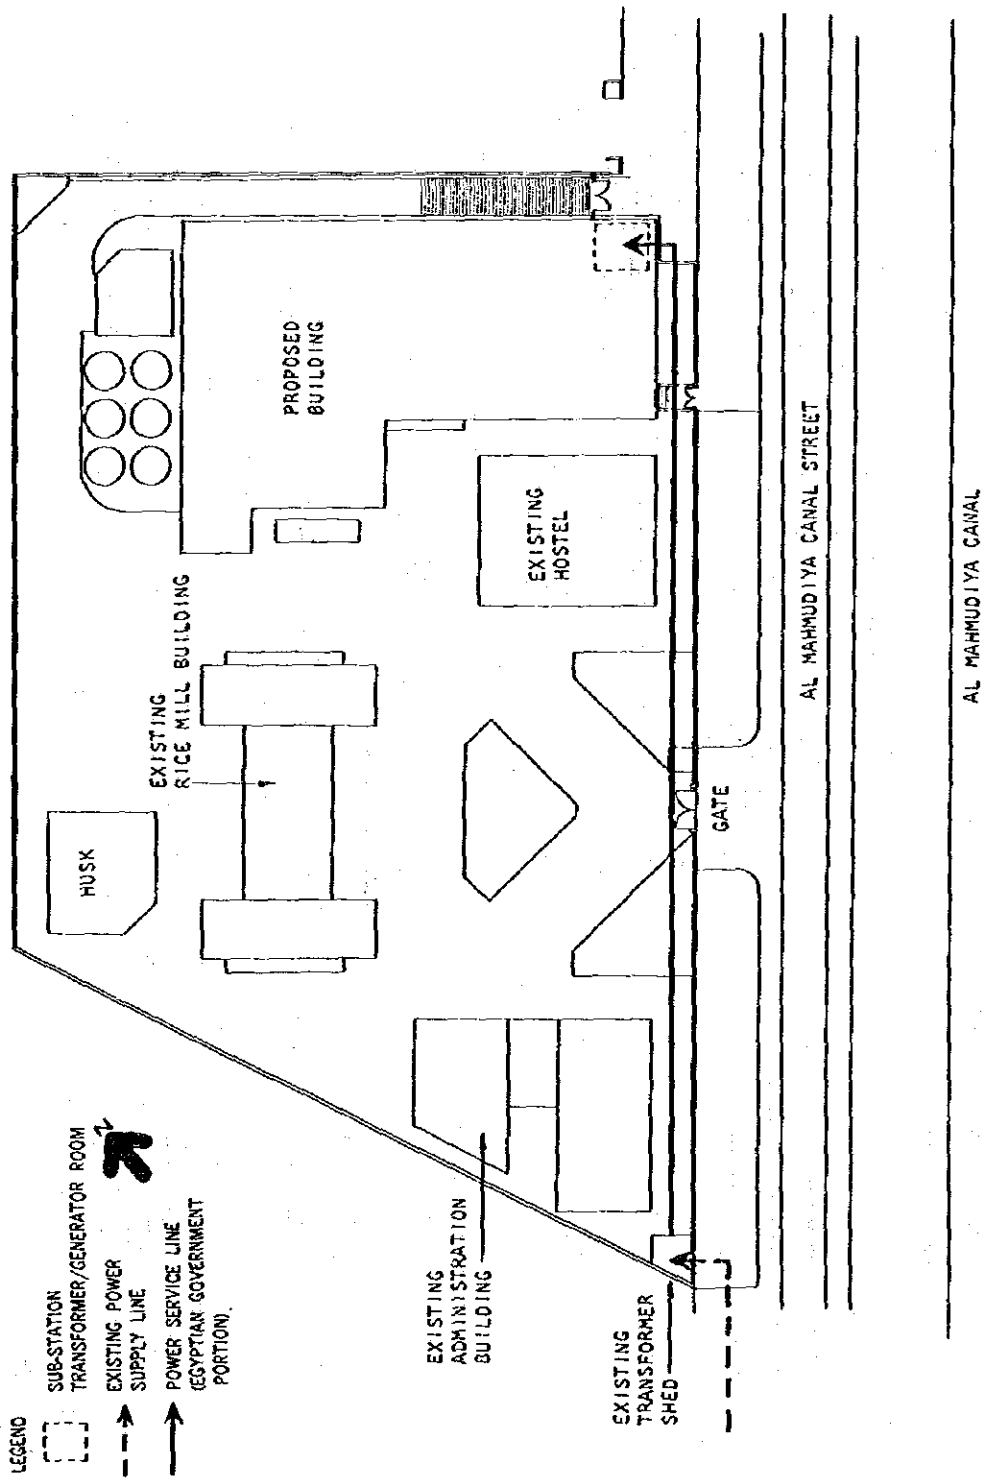 LEGEND
SUB-STATION
TRANSFORMER/GENERATOR ROOM
EXISTING POWER
SUPPLY LINE
POWER SERVICE LINE
(EGYPTIAN GOVERNMENT
PORTION).
N
HUSK
EXISTING
RICE MILL BUILDING
PROPOSED
BUILDING
EXISTING
HOSTEL
EXISTING
ADMINISTRATION
BUILDING
EXISTING
TRANSFORMER
SHED
GATE
AL MAHMUDIYA CANAL STREET
AL MAHMUDIYA CANAL